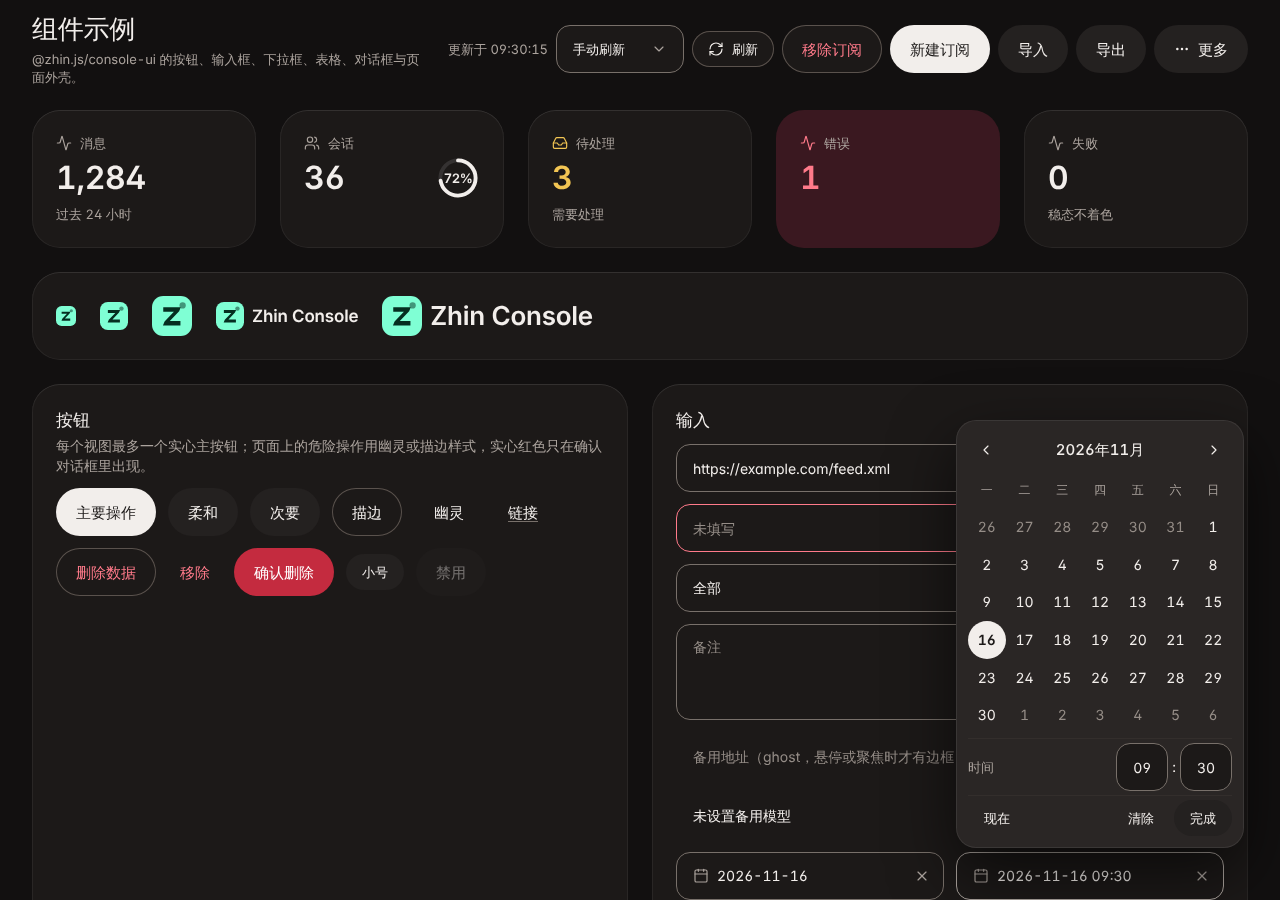 组件示例
@zhin.js/console-ui 的按钮、输入框、下拉框、表格、对话框与页
面外壳。
更新于 09:30:15
手动刷新
刷新
移除订阅
新建订阅
导入
导出
更多
消息
1,284
过去 24 小时
会话
36
72%
待处理
3
需要处理
错误
1
失败
0
稳态不着色
Zhin Console
Zhin Console
按钮
每个视图最多一个实心主按钮；页面上的危险操作用幽灵或描边样式，实心红色只在确认
对话框里出现。
主要操作 柔和 次要 描边 幽灵 链接
删除数据 移除 确认删除 小号 禁用
输入
https://example.com/feed.xml
未填写
全部
备注
备用地址（ghost，悬停或聚焦时才有边框
未设置备用模型
2026-11-16
2026-11-16 09:30
2026年11月
一 二 三 四 五 六 日
26 27 28 29 30 31 1
2 3 4 5 6 7 8
9 10 11 12 13 14 15
16 17 18 19 20 21 22
23 24 25 26 27 28 29
30 1 2 3 4 5 6
时间 09 : 30
现在 清除 完成